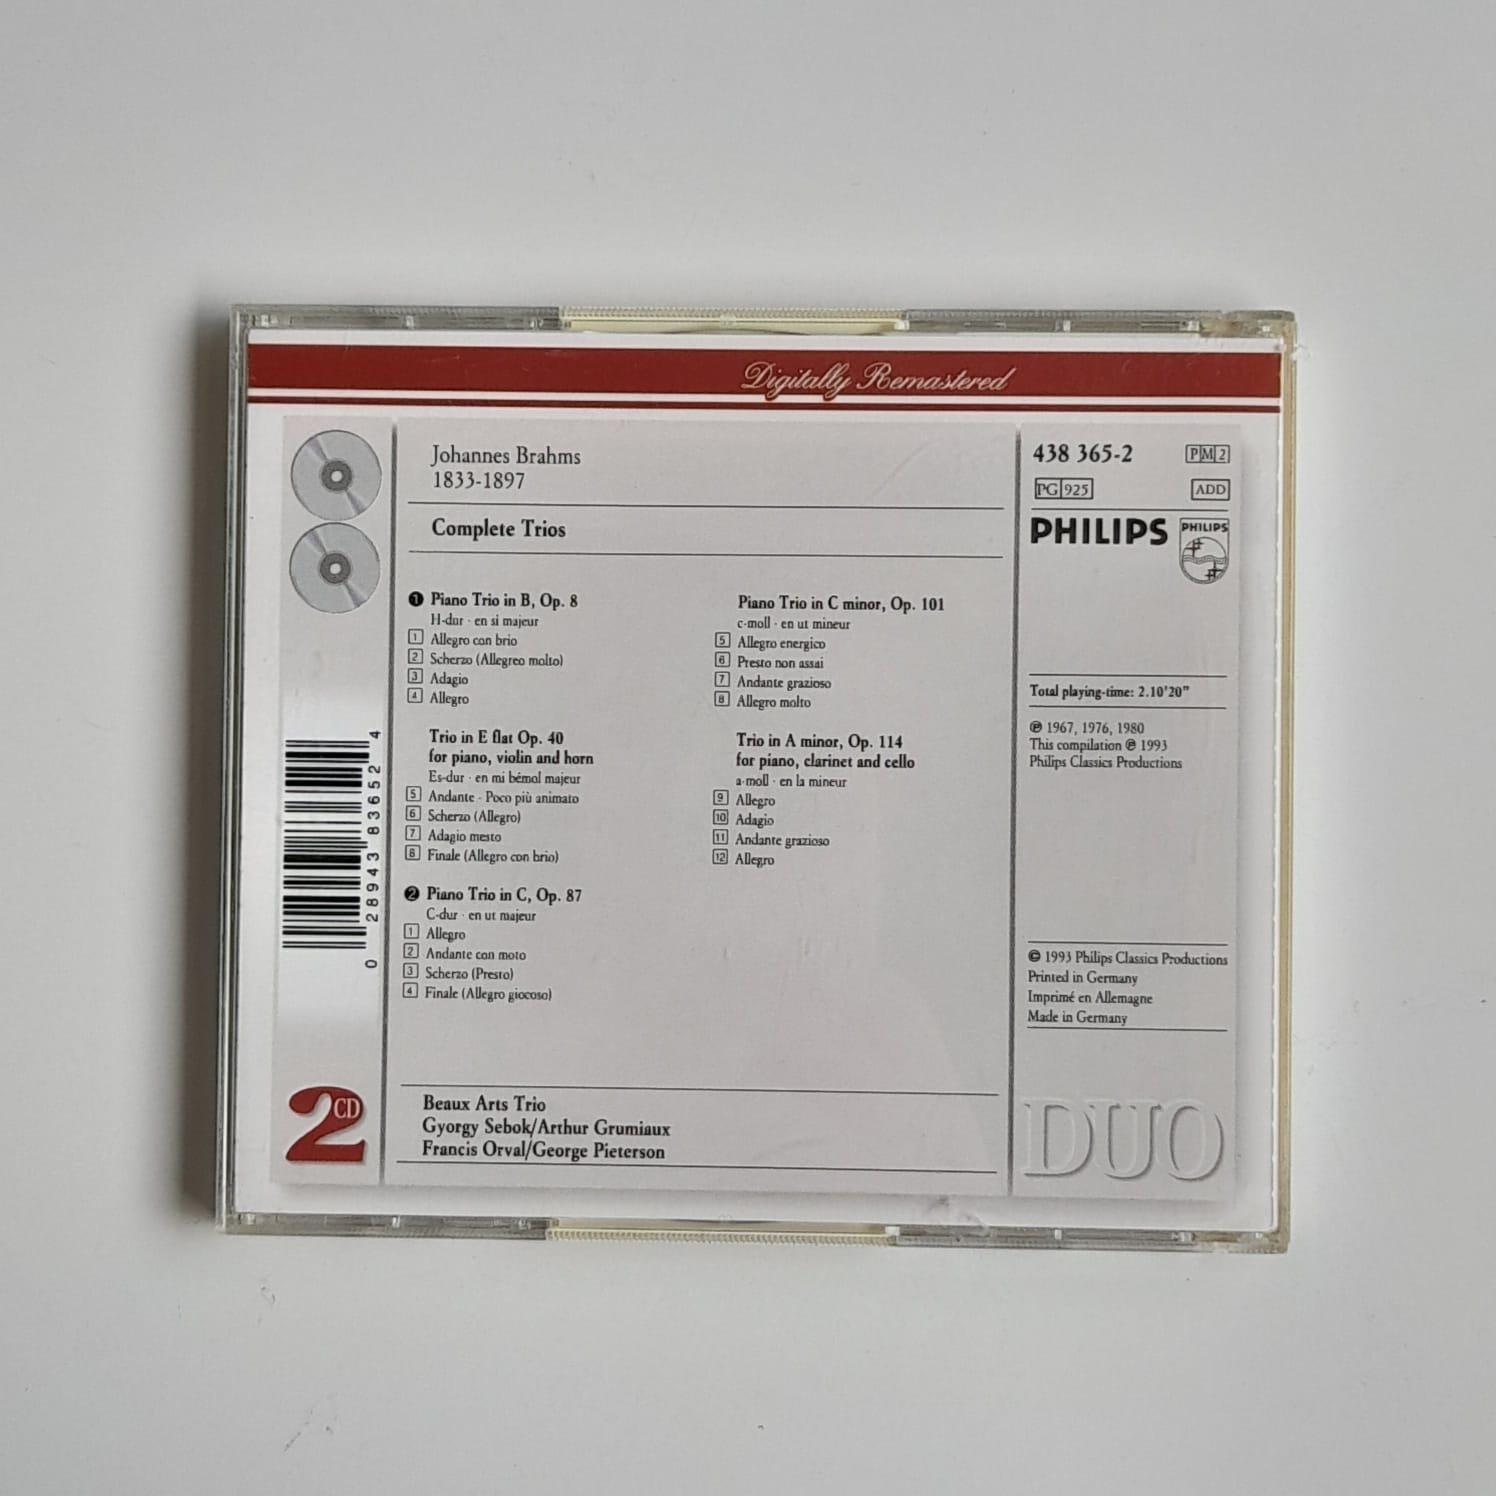 Digitally Remastered
Johannes Brahms
1833-1897
Complete Trios
❶ Piano Trio in B, Op. 8
H-dur · en si majeur
1 Allegro con brio
2 Scherzo (Allegreo molto)
3 Adagio
4 Allegro
Trio in E flat Op. 40
for piano, violin and horn
Es-dur · en mi bémol majeur
5 Andante - Poco più animato
6 Scherzo (Allegro)
7 Adagio mesto
8 Finale (Allegro con brio)
❷ Piano Trio in C, Op. 87
C-dur · en ut majeur
1 Allegro
2 Andante con moto
3 Scherzo (Presto)
4 Finale (Allegro giocoso)
Piano Trio in C minor, Op. 101
c-moll · en ut mineur
5 Allegro energico
6 Presto non assai
7 Andante grazioso
8 Allegro molto
Trio in A minor, Op. 114
for piano, clarinet and cello
a-moll · en la mineur
9 Allegro
10 Adagio
11 Andante grazioso
12 Allegro
Beaux Arts Trio
Gyorgy Sebok/Arthur Grumiaux
Francis Orval/George Pieterson
438 365-2 PM2
PG 925 ADD
PHILIPS PHILIPS
Total playing-time: 2.10'20"
℗ 1967, 1976, 1980
This compilation ℗ 1993
Philips Classics Productions
© 1993 Philips Classics Productions
Printed in Germany
Imprimé en Allemagne
Made in Germany
DUO
0 28943 83652 4
2 CD